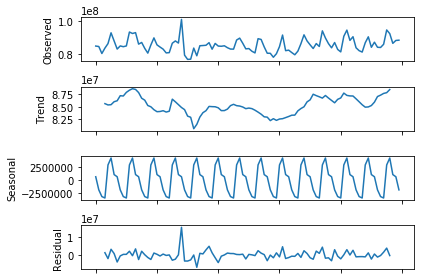 1e8
Observed
1.0
0.8
1e7
Trend
8.75
8.50
8.25
Seasonal
2500000
0
−2500000
1e7
Residual
1
0